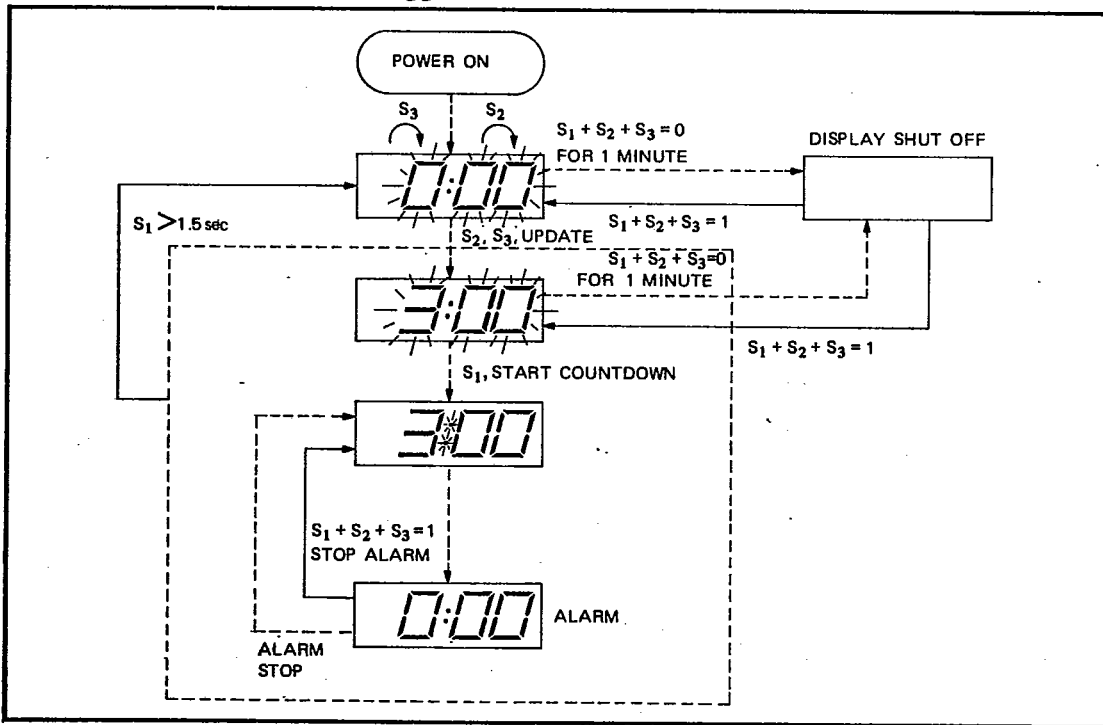 POWER ON
S₃
S₂
S₁ + S₂ + S₃ = 0
FOR 1 MINUTE
DISPLAY SHUT OFF
0:00
S₁ + S₂ + S₃ = 1
S₁ > 1.5 sec
S₂, S₃, UPDATE
S₁ + S₂ + S₃ = 0
FOR 1 MINUTE
3:00
S₁ + S₂ + S₃ = 1
S₁, START COUNTDOWN
3:00
S₁ + S₂ + S₃ = 1
STOP ALARM
0:00
ALARM
ALARM
STOP